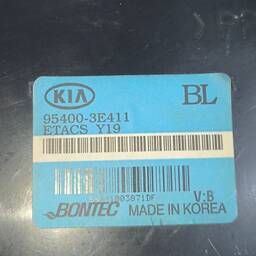 KIA BL
95400-3E411
ETACS Y19
V:B
BONTEC MADE IN KOREA